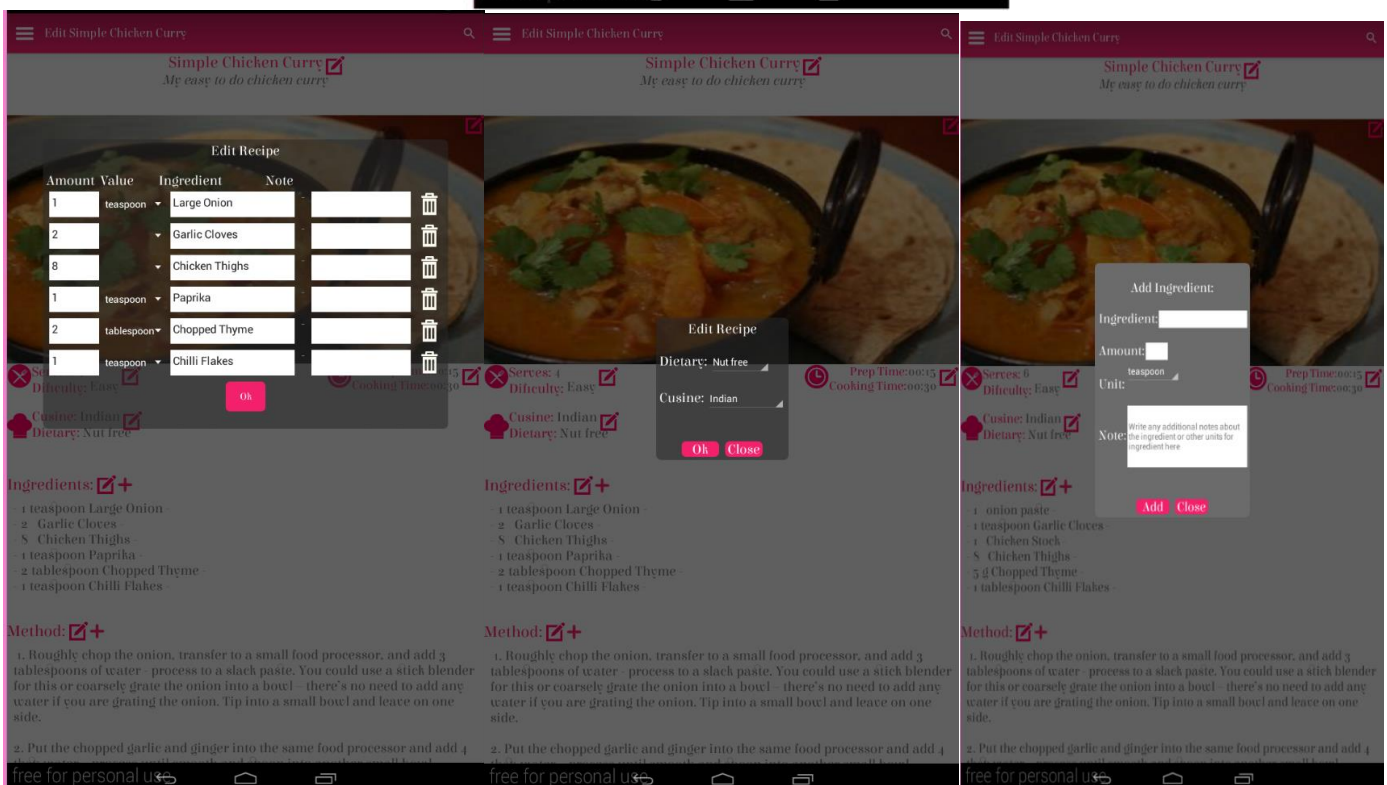 Edit Simple Chicken Curry
Simple Chicken Curry
My easy to do chicken curry
Edit Recipe
Amount Value Ingredient Note
1 teaspoon Large Onion -
2 Garlic Cloves -
8 Chicken Thighs -
1 teaspoon Paprika -
2 tablespoon Chopped Thyme -
1 teaspoon Chilli Flakes -
Ok
Dificulty: Easy
Cooking Time:00:30
Cusine: Indian
Dietary: Nut free
Ingredients:
- 1 teaspoon Large Onion -
- 2 Garlic Cloves -
- 8 Chicken Thighs -
- 1 teaspoon Paprika -
- 2 tablespoon Chopped Thyme -
- 1 teaspoon Chilli Flakes -
Method:
1. Roughly chop the onion, transfer to a small food processor, and add 3
tablespoons of water - process to a slack paste. You could use a stick blender
for this or coarsely grate the onion into a bowl – there's no need to add any
water if you are grating the onion. Tip into a small bowl and leave on one
side.
2. Put the chopped garlic and ginger into the same food processor and add 4
free for personal use
Edit Simple Chicken Curry
Simple Chicken Curry
My easy to do chicken curry
Edit Recipe
Dietary: Nut free
Cusine: Indian
Ok Close
Serves: 4
Dificulty: Easy
Prep Time:00:15
Cooking Time:00:30
Cusine: Indian
Dietary: Nut free
Ingredients:
- 1 teaspoon Large Onion -
- 2 Garlic Cloves -
- 8 Chicken Thighs -
- 1 teaspoon Paprika -
- 2 tablespoon Chopped Thyme -
- 1 teaspoon Chilli Flakes -
Method:
1. Roughly chop the onion, transfer to a small food processor, and add 3
tablespoons of water - process to a slack paste. You could use a stick blender
for this or coarsely grate the onion into a bowl – there's no need to add any
water if you are grating the onion. Tip into a small bowl and leave on one
side.
2. Put the chopped garlic and ginger into the same food processor and add 4
free for personal use
Edit Simple Chicken Curry
Simple Chicken Curry
My easy to do chicken curry
Add Ingredient:
Ingredient:
Amount:
Unit: teaspoon
Note: Write any additional notes about
the ingredient or other units for
ingredient here
Add Close
Serves: 6
Dificulty: Easy
Prep Time:00:15
Cooking Time:00:30
Cusine: Indian
Dietary: Nut free
Ingredients:
- 1 onion paste -
- 1 teaspoon Garlic Cloves -
- 1 Chicken Stock -
- 8 Chicken Thighs -
- 5 g Chopped Thyme -
- 1 tablespoon Chilli Flakes -
Method:
1. Roughly chop the onion, transfer to a small food processor, and add 3
tablespoons of water - process to a slack paste. You could use a stick blender
for this or coarsely grate the onion into a bowl – there's no need to add any
water if you are grating the onion. Tip into a small bowl and leave on one
side.
2. Put the chopped garlic and ginger into the same food processor and add 4
free for personal use